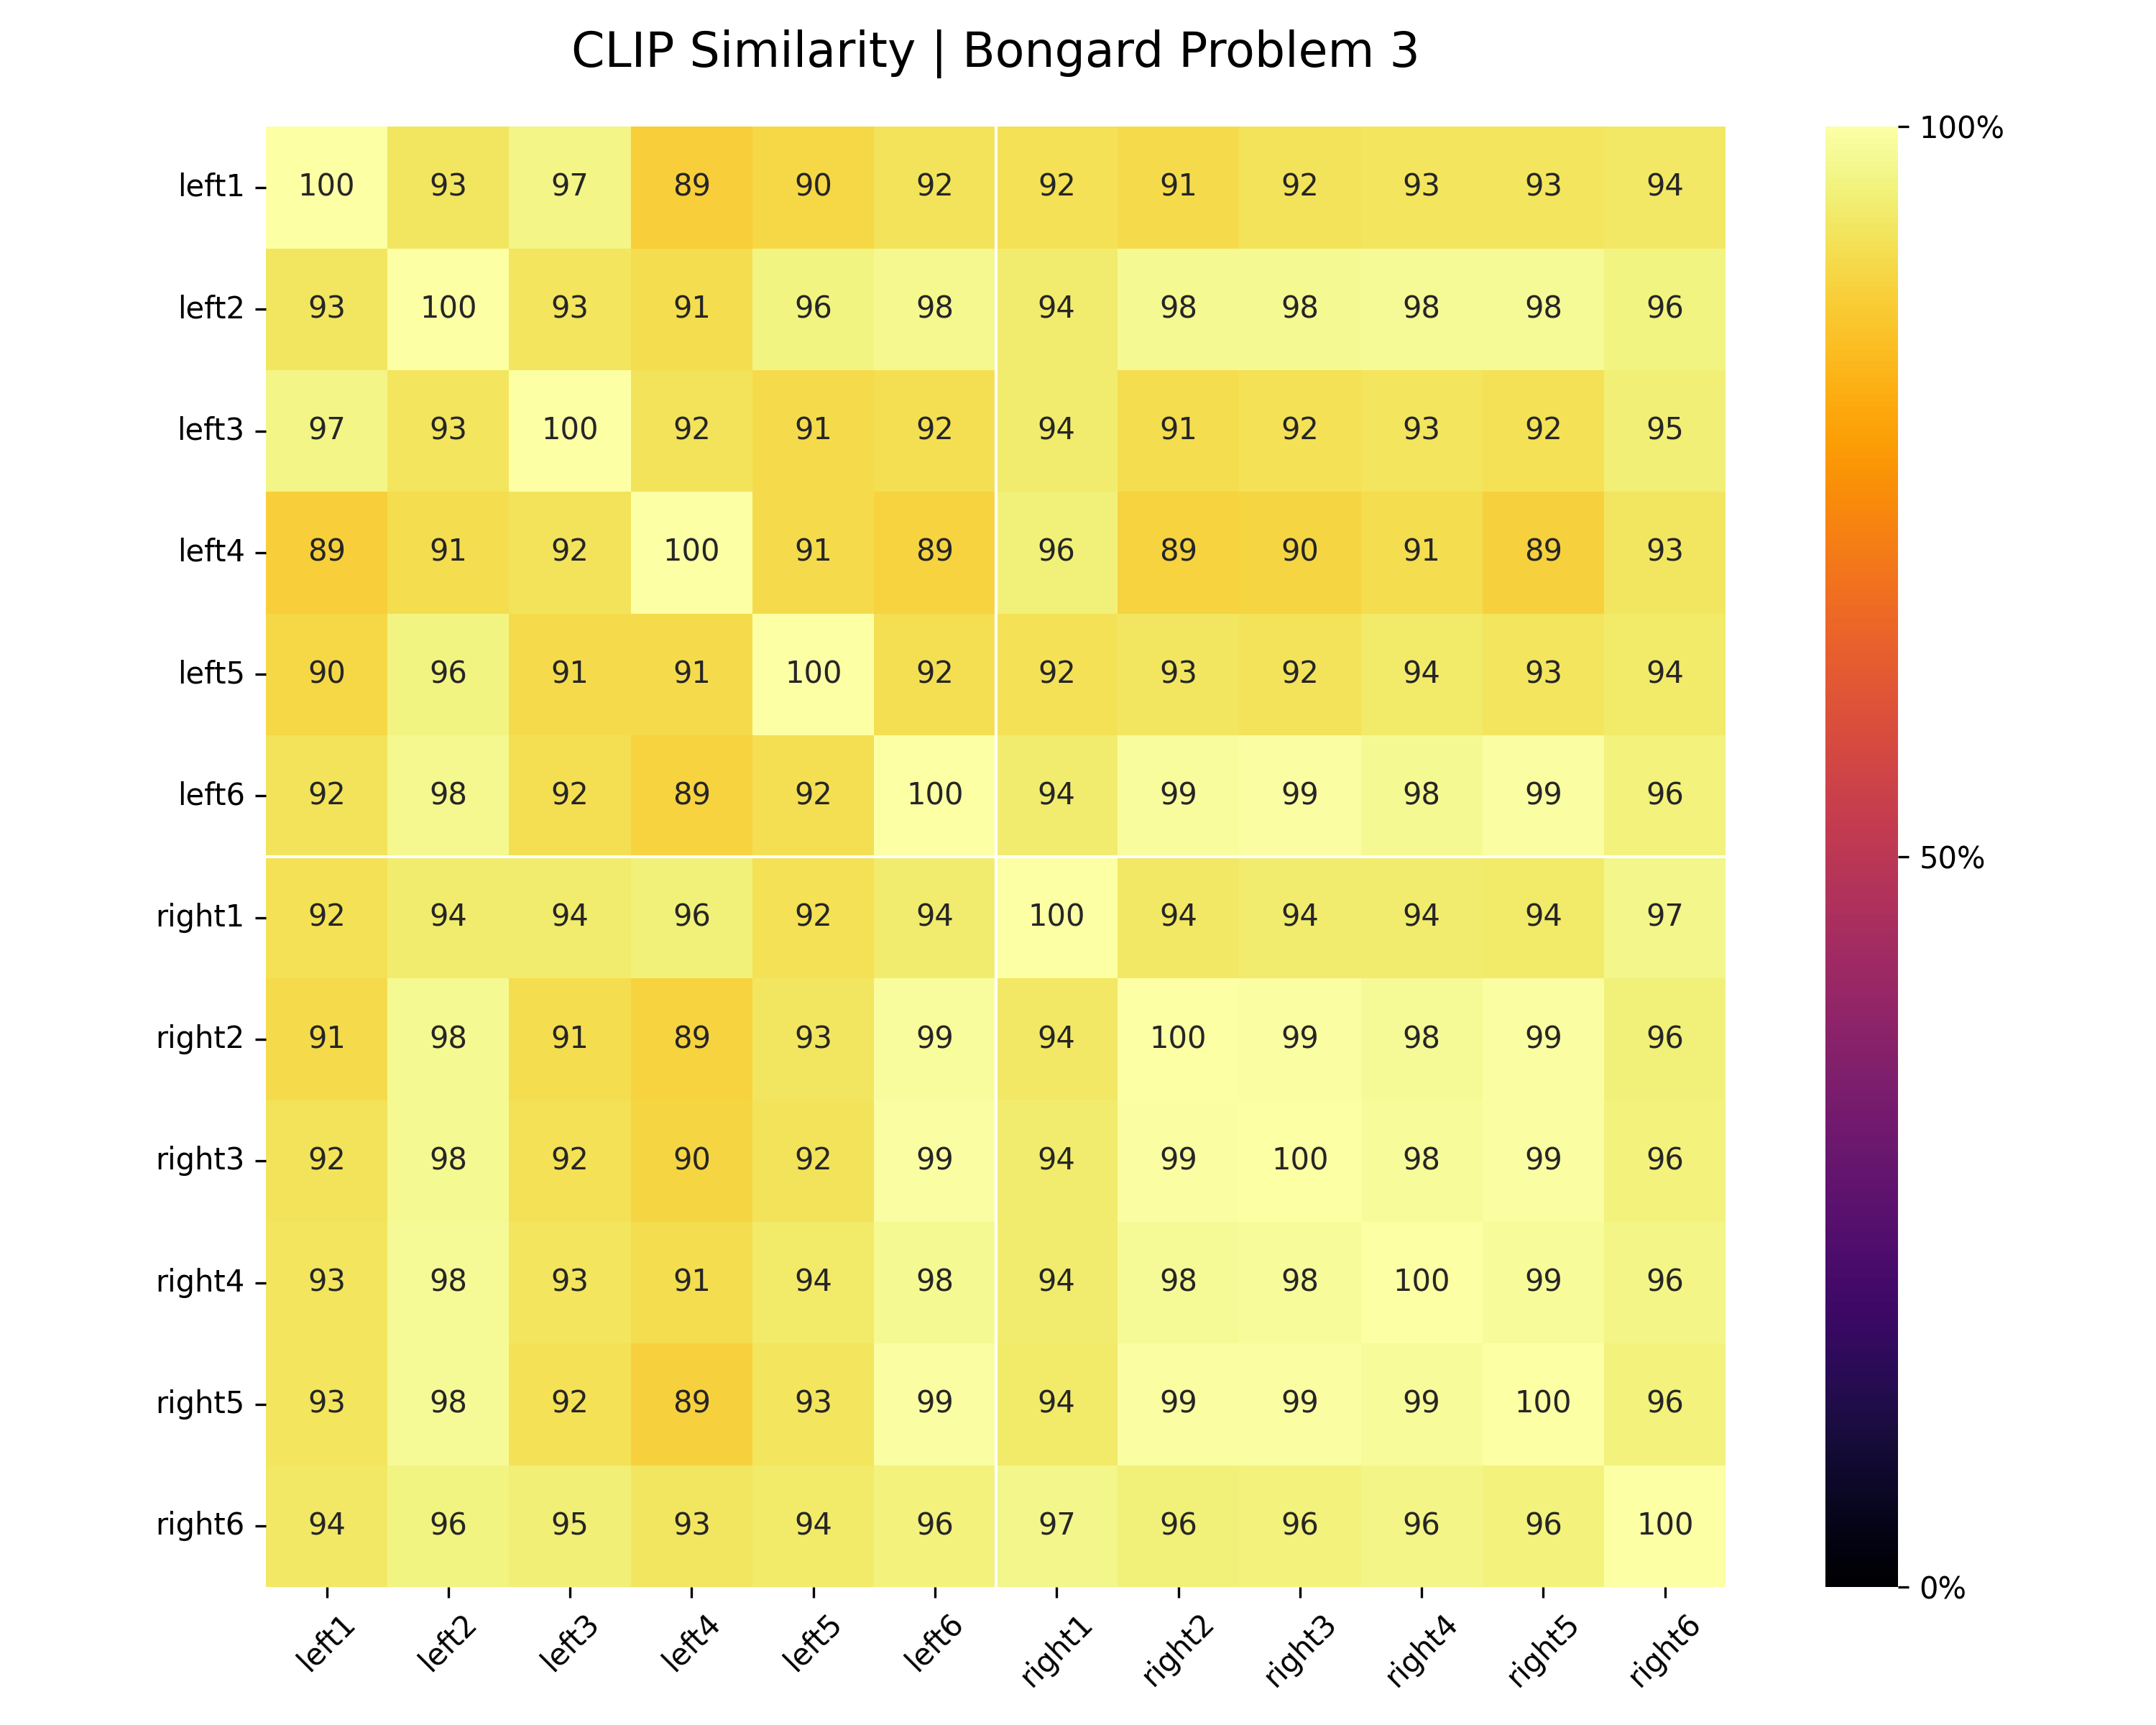 CLIP Similarity | Bongard Problem 3
left1 100 93 97 89 90 92 92 91 92 93 93 94
left2 93 100 93 91 96 98 94 98 98 98 98 96
left3 97 93 100 92 91 92 94 91 92 93 92 95
left4 89 91 92 100 91 89 96 89 90 91 89 93
left5 90 96 91 91 100 92 92 93 92 94 93 94
left6 92 98 92 89 92 100 94 99 99 98 99 96
right1 92 94 94 96 92 94 100 94 94 94 94 97
right2 91 98 91 89 93 99 94 100 99 98 99 96
right3 92 98 92 90 92 99 94 99 100 98 99 96
right4 93 98 93 91 94 98 94 98 98 100 99 96
right5 93 98 92 89 93 99 94 99 99 99 100 96
right6 94 96 95 93 94 96 97 96 96 96 96 100
left1 left2 left3 left4 left5 left6 right1 right2 right3 right4 right5 right6
100%
50%
0%